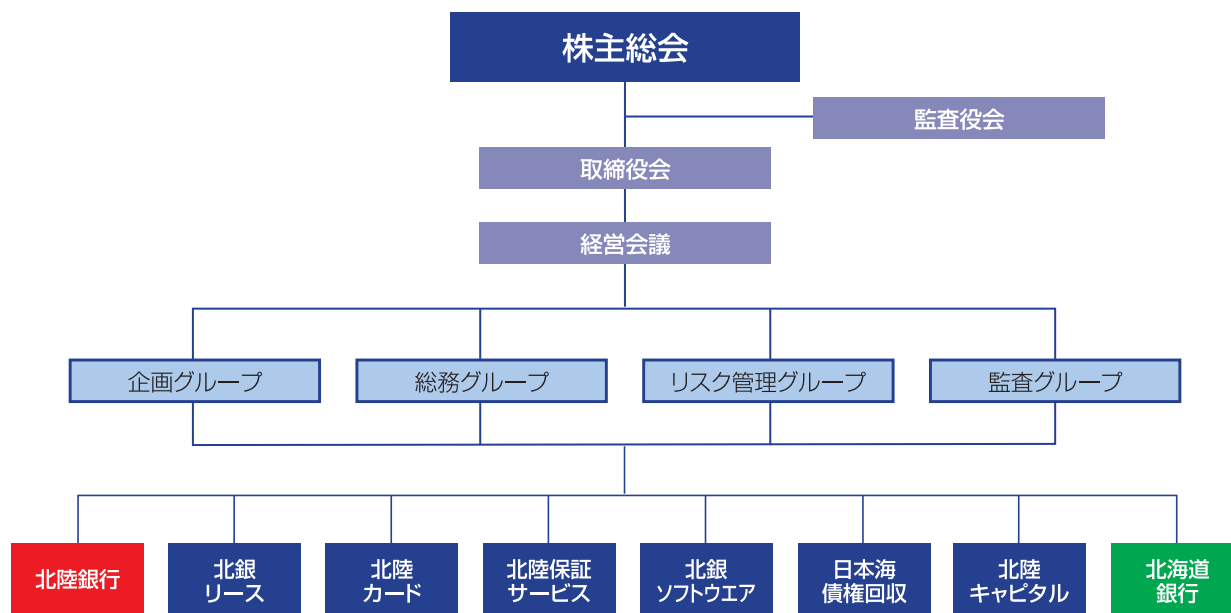 株主総会
監査役会
取締役会
経営会議
企画グループ
総務グループ
リスク管理グループ
監査グループ
北陸銀行
北銀
リース
北陸
カード
北陸保証
サービス
北銀
ソフトウエア
日本海
債権回収
北陸
キャピタル
北海道
銀行